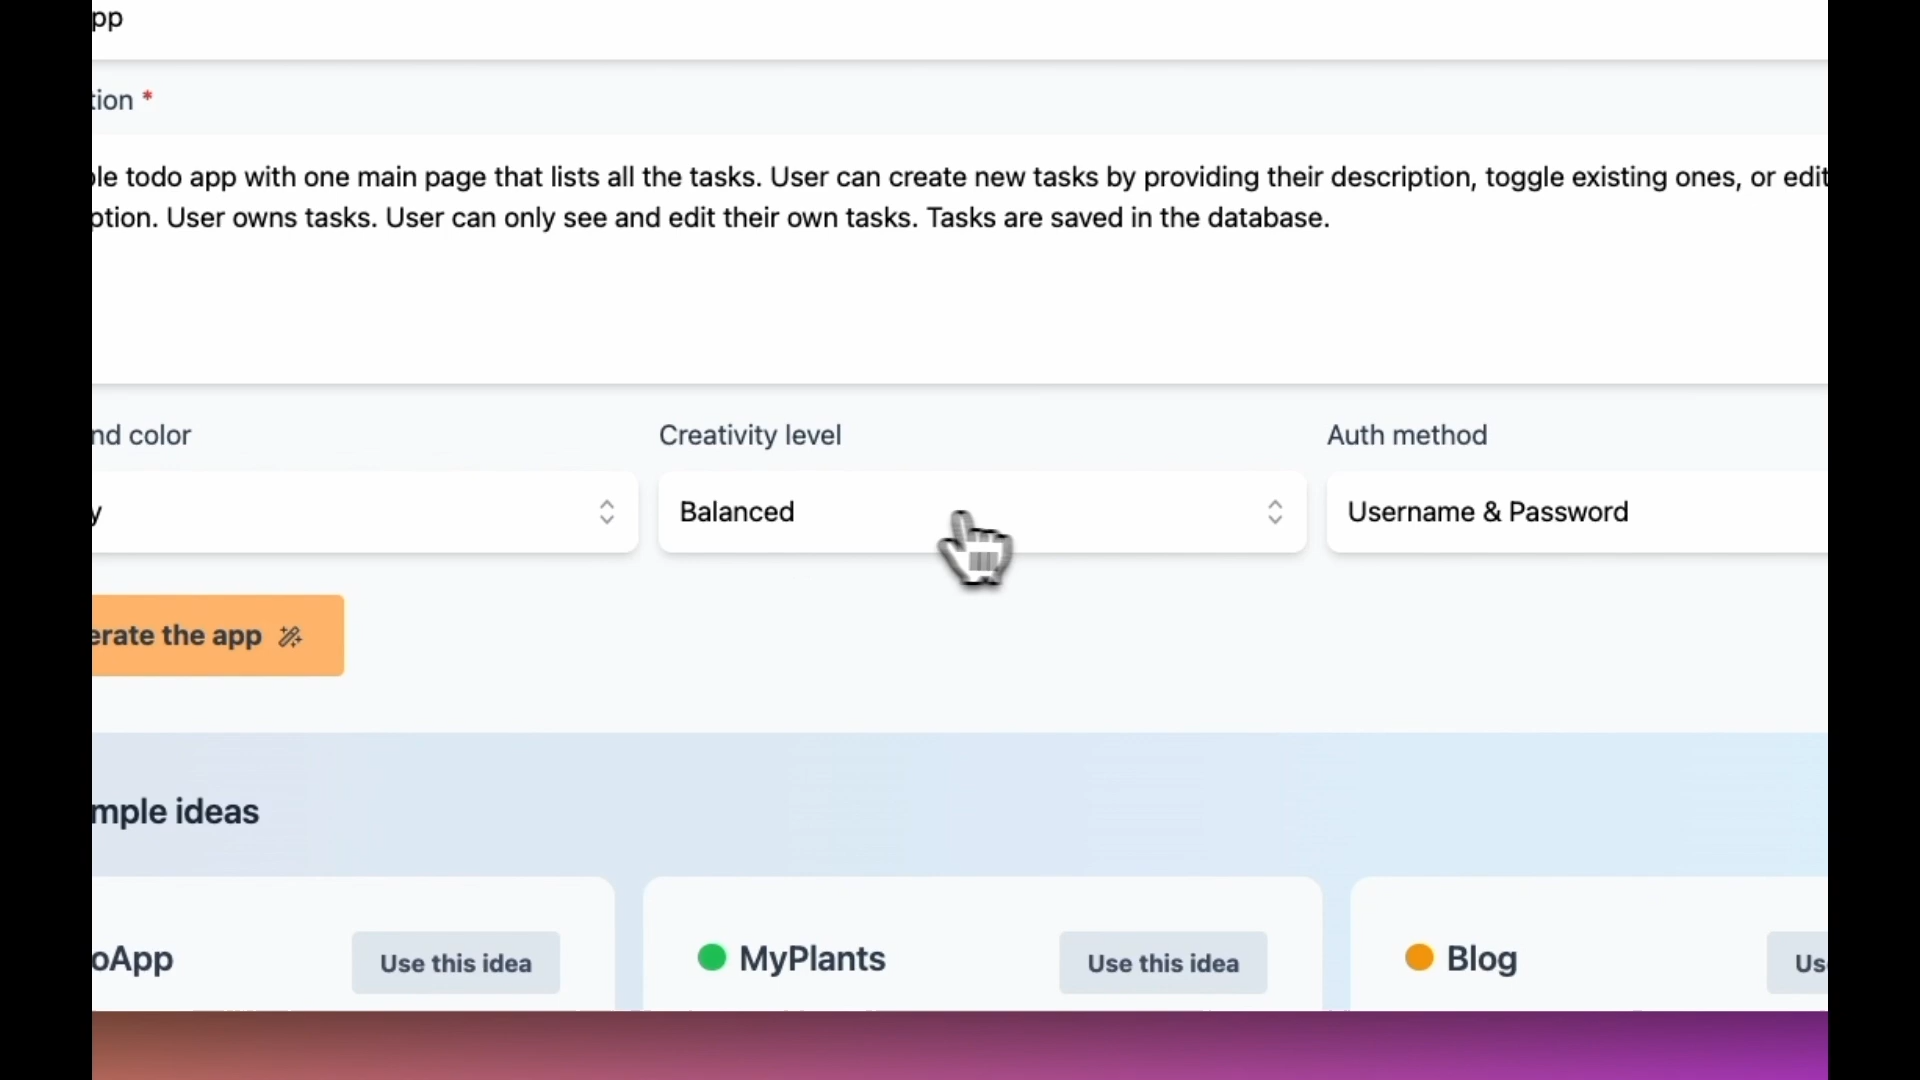 pp
tion *
ple todo app with one main page that lists all the tasks. User can create new tasks by providing their description, toggle existing ones, or edit
ption. User owns tasks. User can only see and edit their own tasks. Tasks are saved in the database.
nd color
Creativity level
Auth method
y
Balanced
Username & Password
erate the app
mple ideas
oApp
Use this idea
MyPlants
Use this idea
Blog
Us